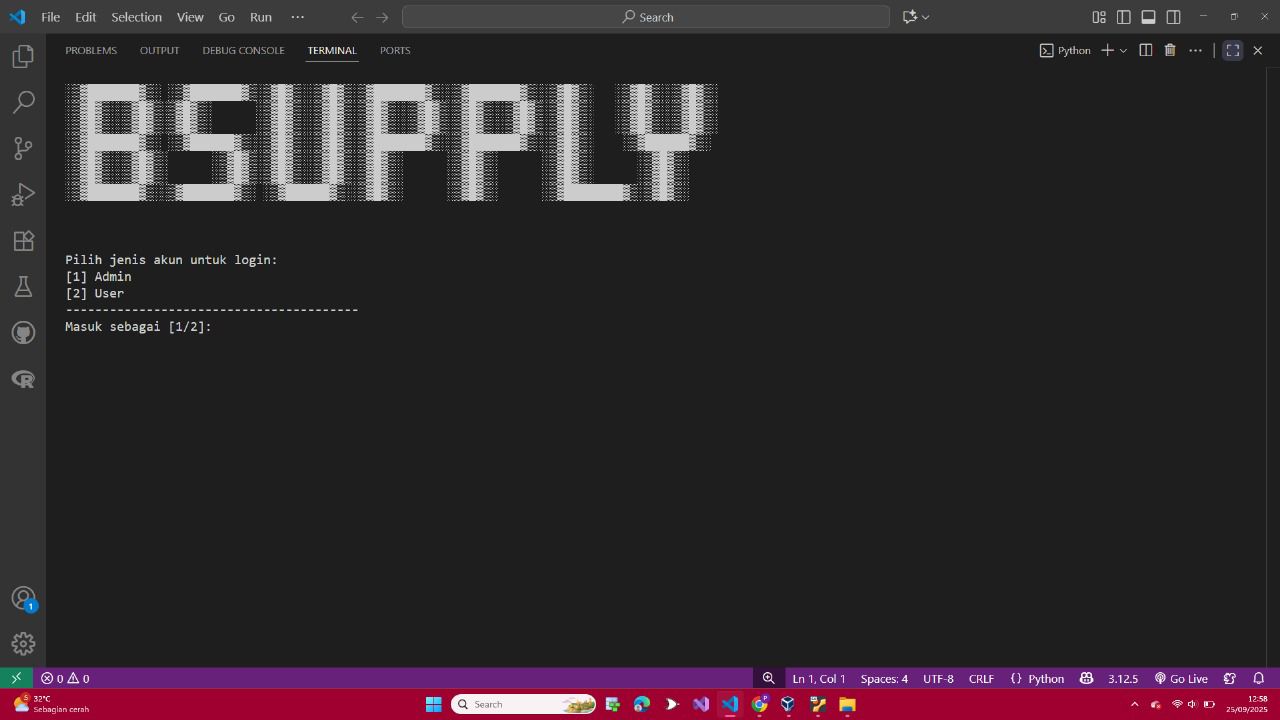 File Edit Selection View Go Run ···
Search
PROBLEMS OUTPUT DEBUG CONSOLE TERMINAL PORTS
Python
BSUPPLY
Pilih jenis akun untuk login:
[1] Admin
[2] User
----------------------------------------
Masuk sebagai [1/2]:
1
0 0
Ln 1, Col 1 Spaces: 4 UTF-8 CRLF {} Python 3.12.5 Go Live
5
32°C
Sebagian cerah
Search
12:58
25/09/2025